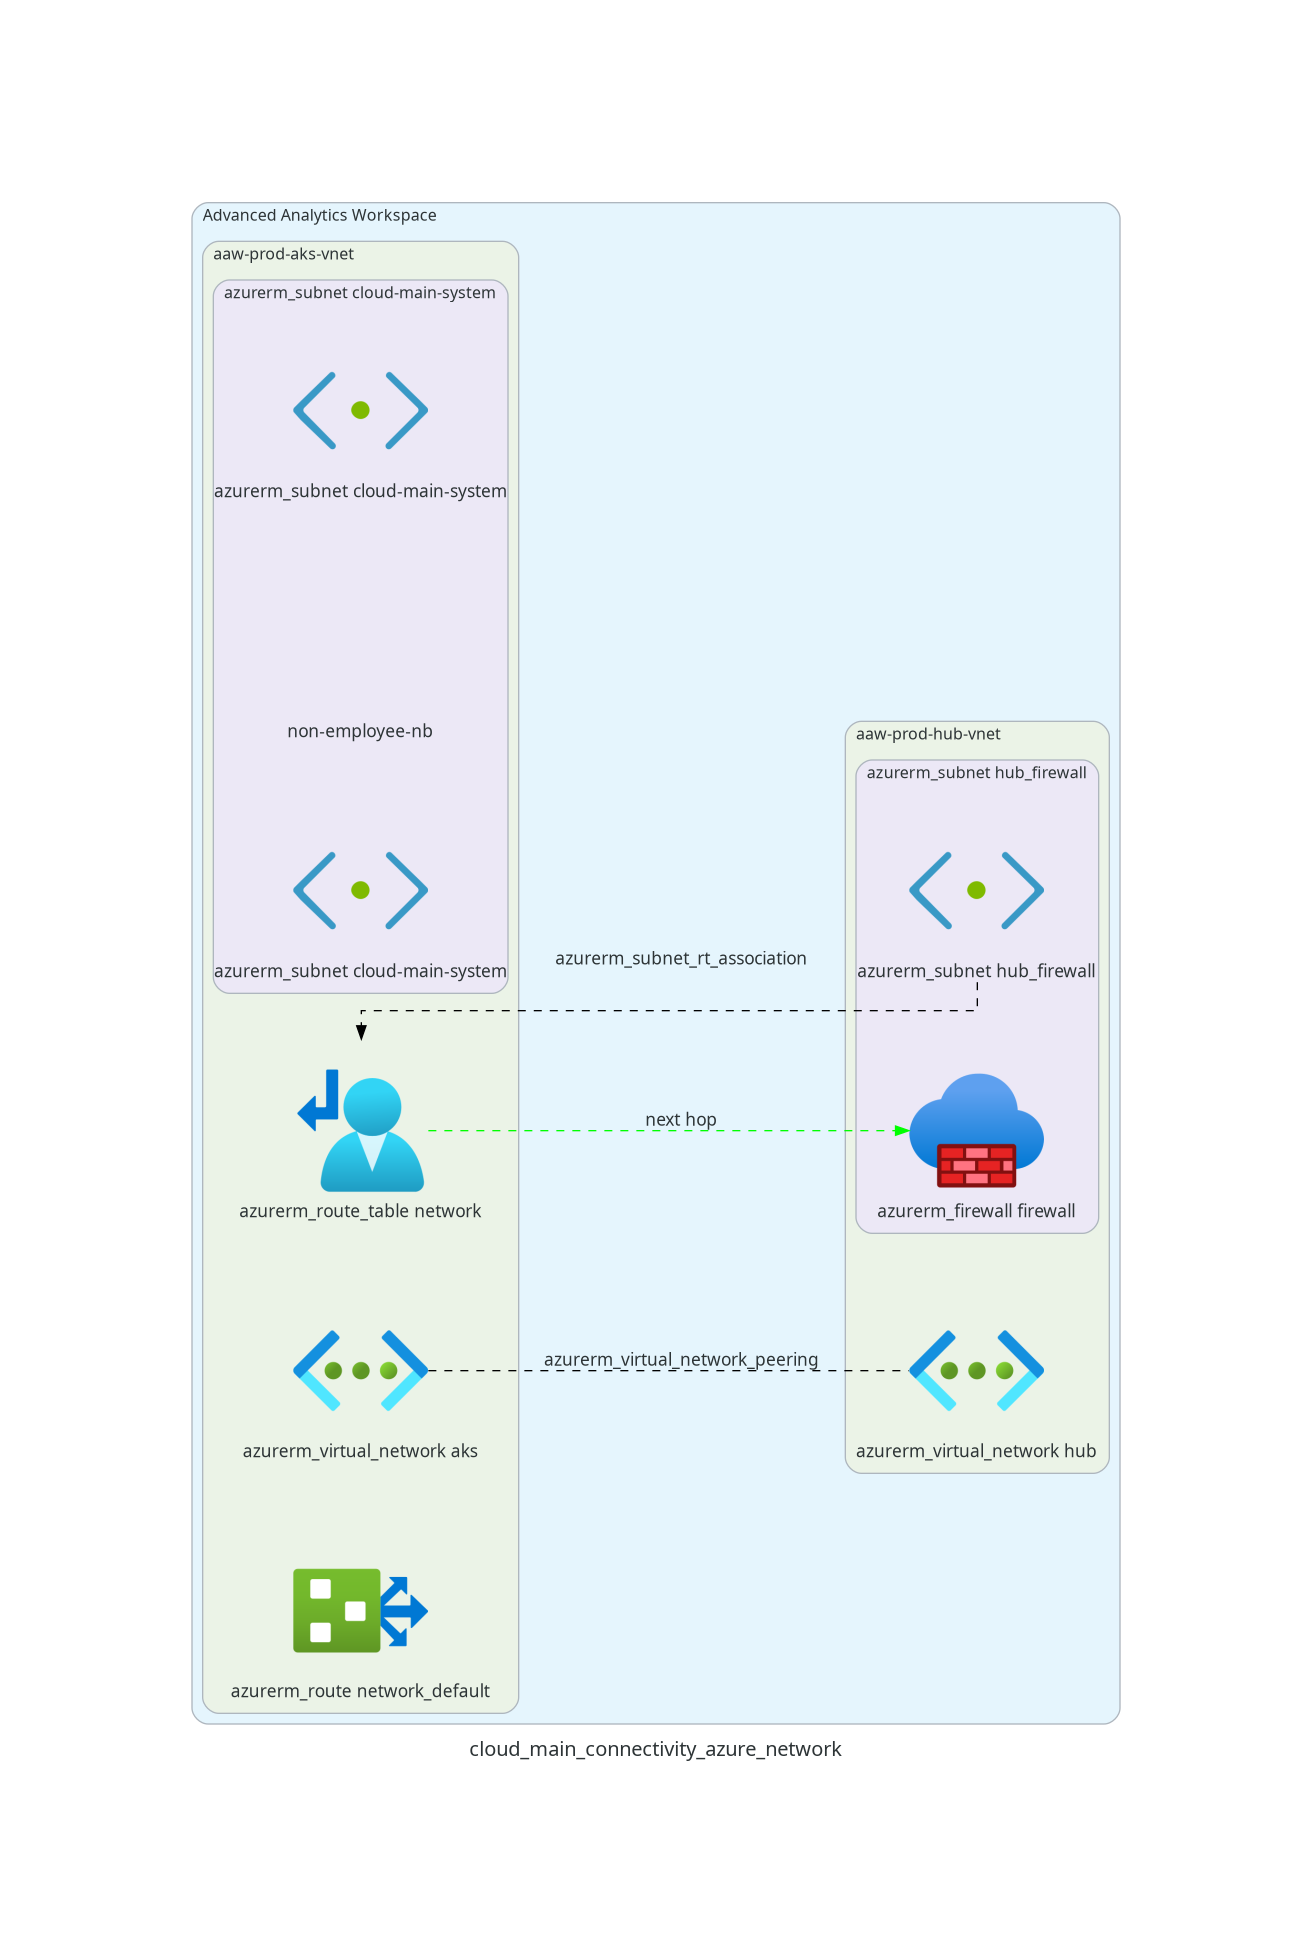 Advanced Analytics Workspace
aaw-prod-aks-vnet
azurerm_subnet cloud-main-system
azurerm_subnet cloud-main-system
non-employee-nb
azurerm_subnet cloud-main-system
aaw-prod-hub-vnet
azurerm_subnet hub_firewall
azurerm_subnet hub_firewall
azurerm_subnet_rt_association
azurerm_route_table network
next hop
azurerm_firewall firewall
azurerm_virtual_network_peering
azurerm_virtual_network aks
azurerm_virtual_network hub
azurerm_route network_default
cloud_main_connectivity_azure_network